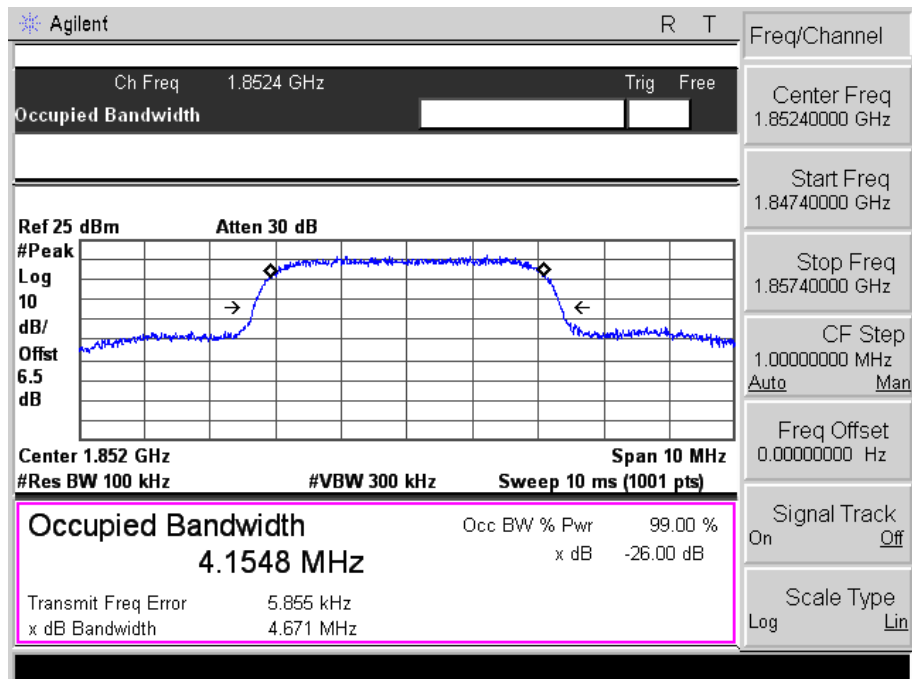 Agilent R T
Ch Freq 1.8524 GHz Trig Free
Occupied Bandwidth
Ref 25 dBm Atten 30 dB
#Peak
Log
10
dB/
Offst
6.5
dB
Center 1.852 GHz Span 10 MHz
#Res BW 100 kHz #VBW 300 kHz Sweep 10 ms (1001 pts)
Occupied Bandwidth Occ BW % Pwr 99.00 %
4.1548 MHz x dB -26.00 dB
Transmit Freq Error 5.855 kHz
x dB Bandwidth 4.671 MHz
Freq/Channel
Center Freq
1.85240000 GHz
Start Freq
1.84740000 GHz
Stop Freq
1.85740000 GHz
CF Step
1.00000000 MHz
Auto Man
Freq Offset
0.00000000 Hz
Signal Track
On Off
Scale Type
Log Lin